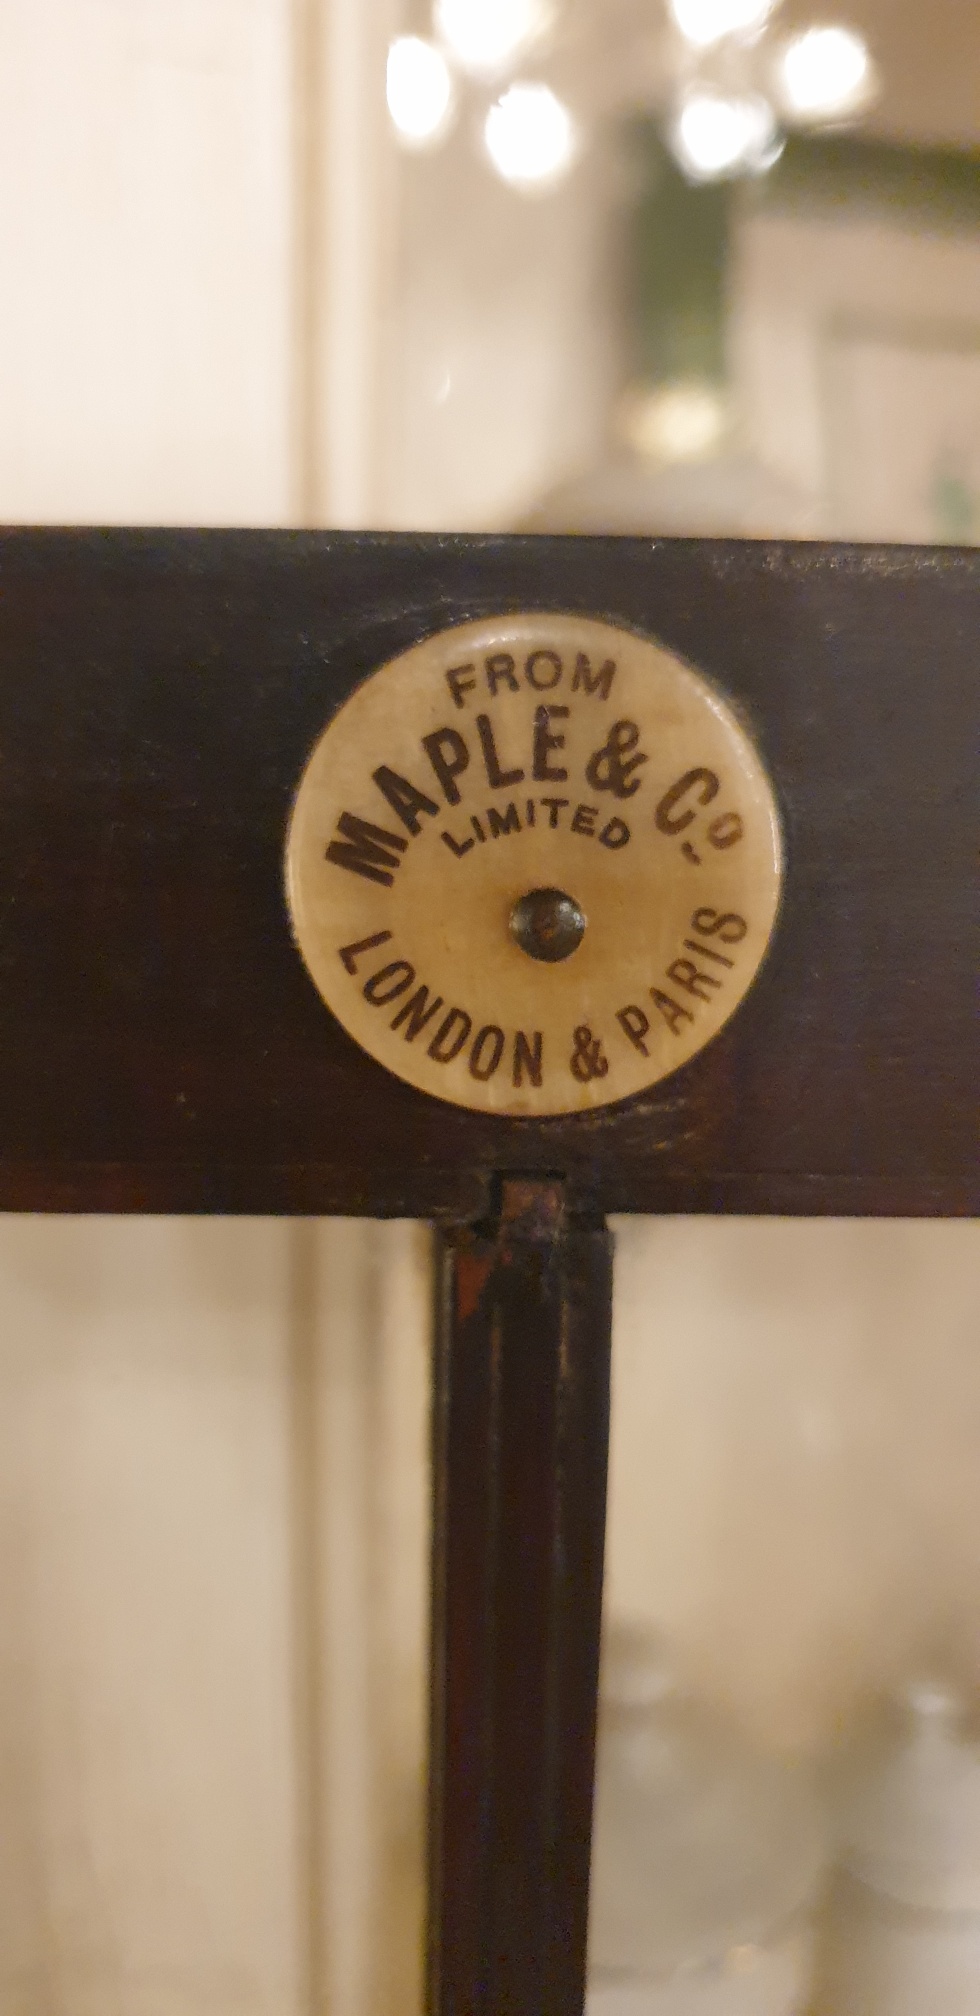 FROM
MAPLE & Co.
LIMITED
LONDON & PARIS